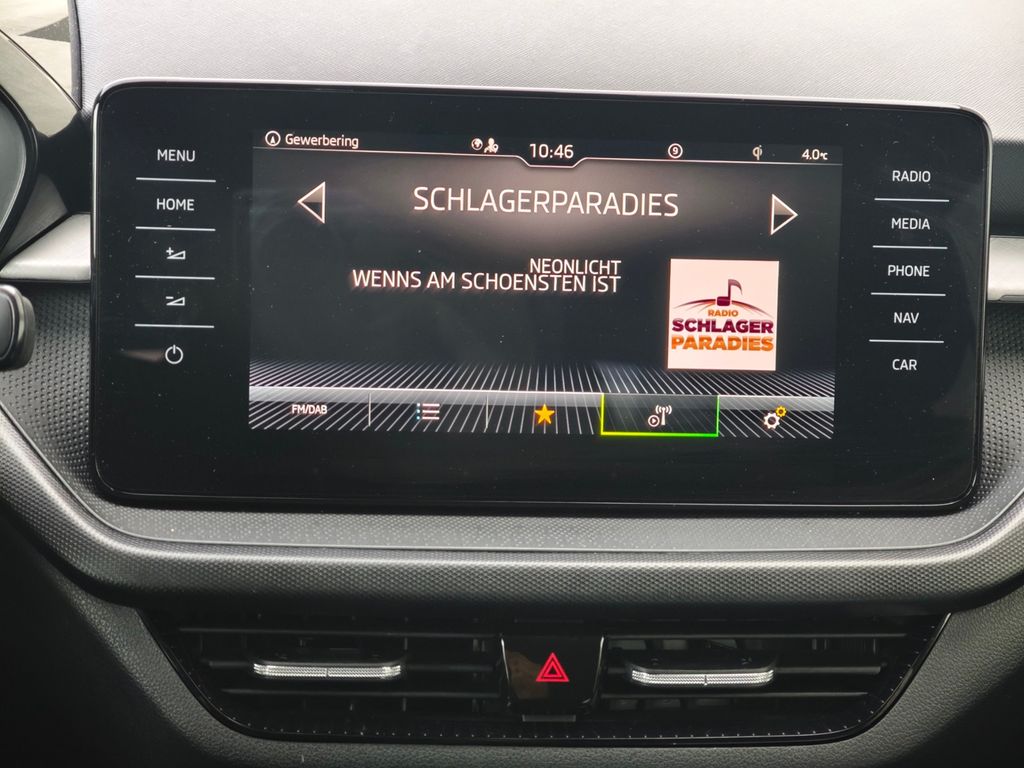 Gewerbering
10:46
9
4.0°C
MENU
HOME
SCHLAGERPARADIES
NEONLICHT
WENNS AM SCHOENSTEN IST
RADIO
SCHLAGER
PARADIES
FM/DAB
RADIO
MEDIA
PHONE
NAV
CAR